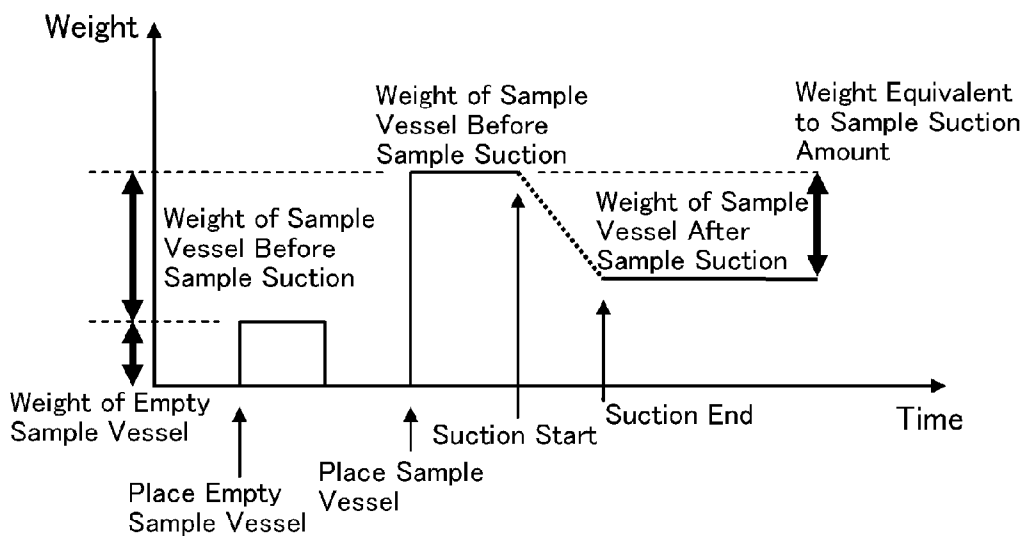 Weight
Weight of Sample
Vessel Before
Sample Suction
Weight Equivalent
to Sample Suction
Amount
Weight of Sample
Vessel Before
Sample Suction
Weight of Sample
Vessel After
Sample Suction
Weight of Empty
Sample Vessel
Suction Start
Suction End
Time
Place Empty
Sample Vessel
Place Sample
Vessel